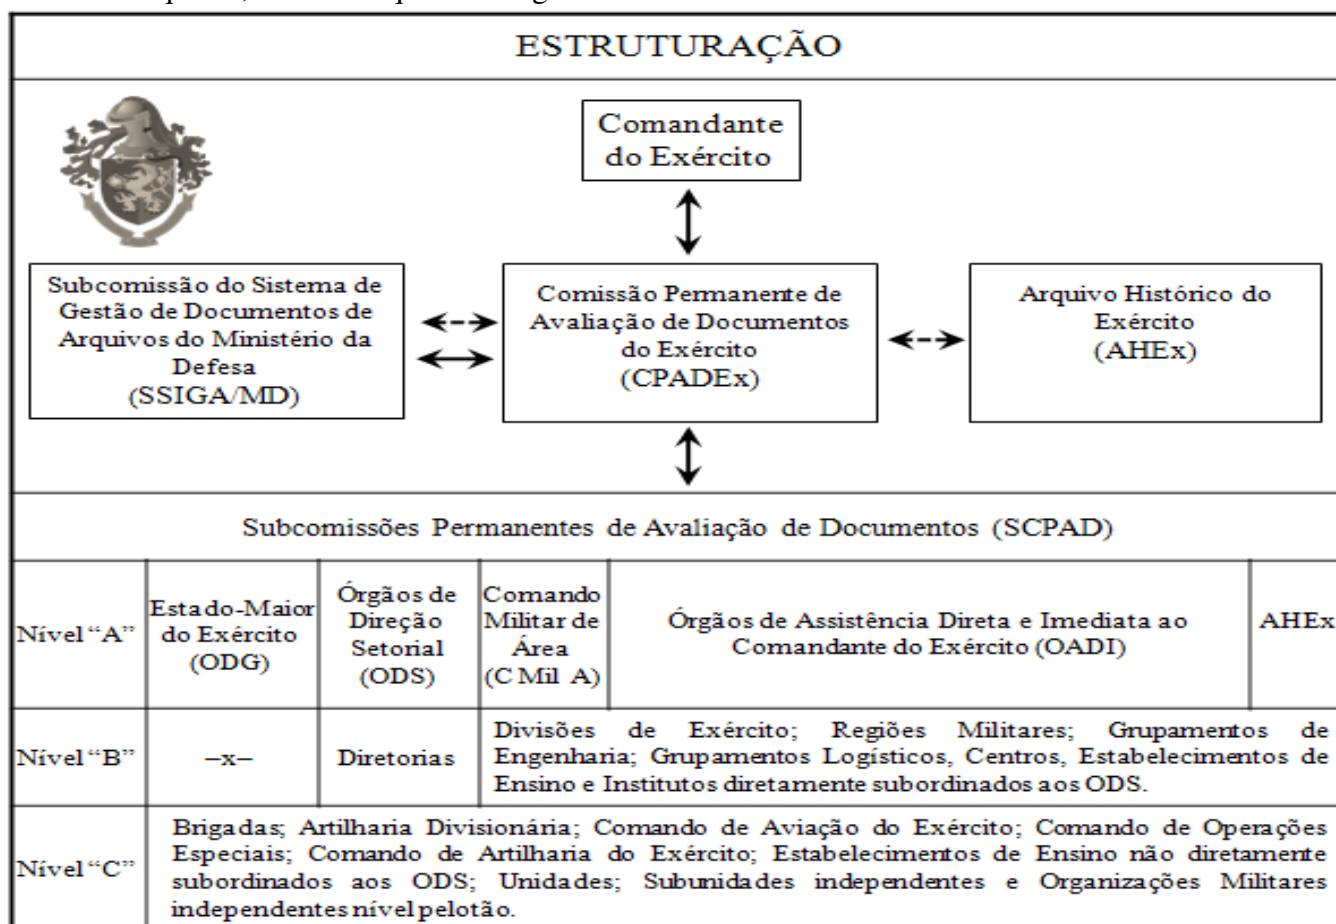 ESTRUTURAÇÃO
Comandante
do Exército
Subcomissão do Sistema de
Gestão de Documentos de
Arquivos do Ministério da
Defesa
(SSIGA/MD)
Comissão Permanente de
Avaliação de Documentos
do Exército
(CPADEx)
Arquivo Histórico do
Exército
(AHEx)
Subcomissões Permanentes de Avaliação de Documentos (SCPAD)
Nível “A”
Estado-Maior
do Exército
(ODG)
Órgãos de
Direção
Setorial
(ODS)
Comando
Militar de
Área
(C Mil A)
Órgãos de Assistência Direta e Imediata ao
Comandante do Exército (OADI)
AHEx
Nível “B”
–x–
Diretorias
Divisões de Exército; Regiões Militares; Grupamentos de
Engenharia; Grupamentos Logísticos, Centros, Estabelecimentos de
Ensino e Institutos diretamente subordinados aos ODS.
Nível “C”
Brigadas; Artilharia Divisionária; Comando de Aviação do Exército; Comando de Operações
Especiais; Comando de Artilharia do Exército; Estabelecimentos de Ensino não diretamente
subordinados aos ODS; Unidades; Subunidades independentes e Organizações Militares
independentes nível pelotão.